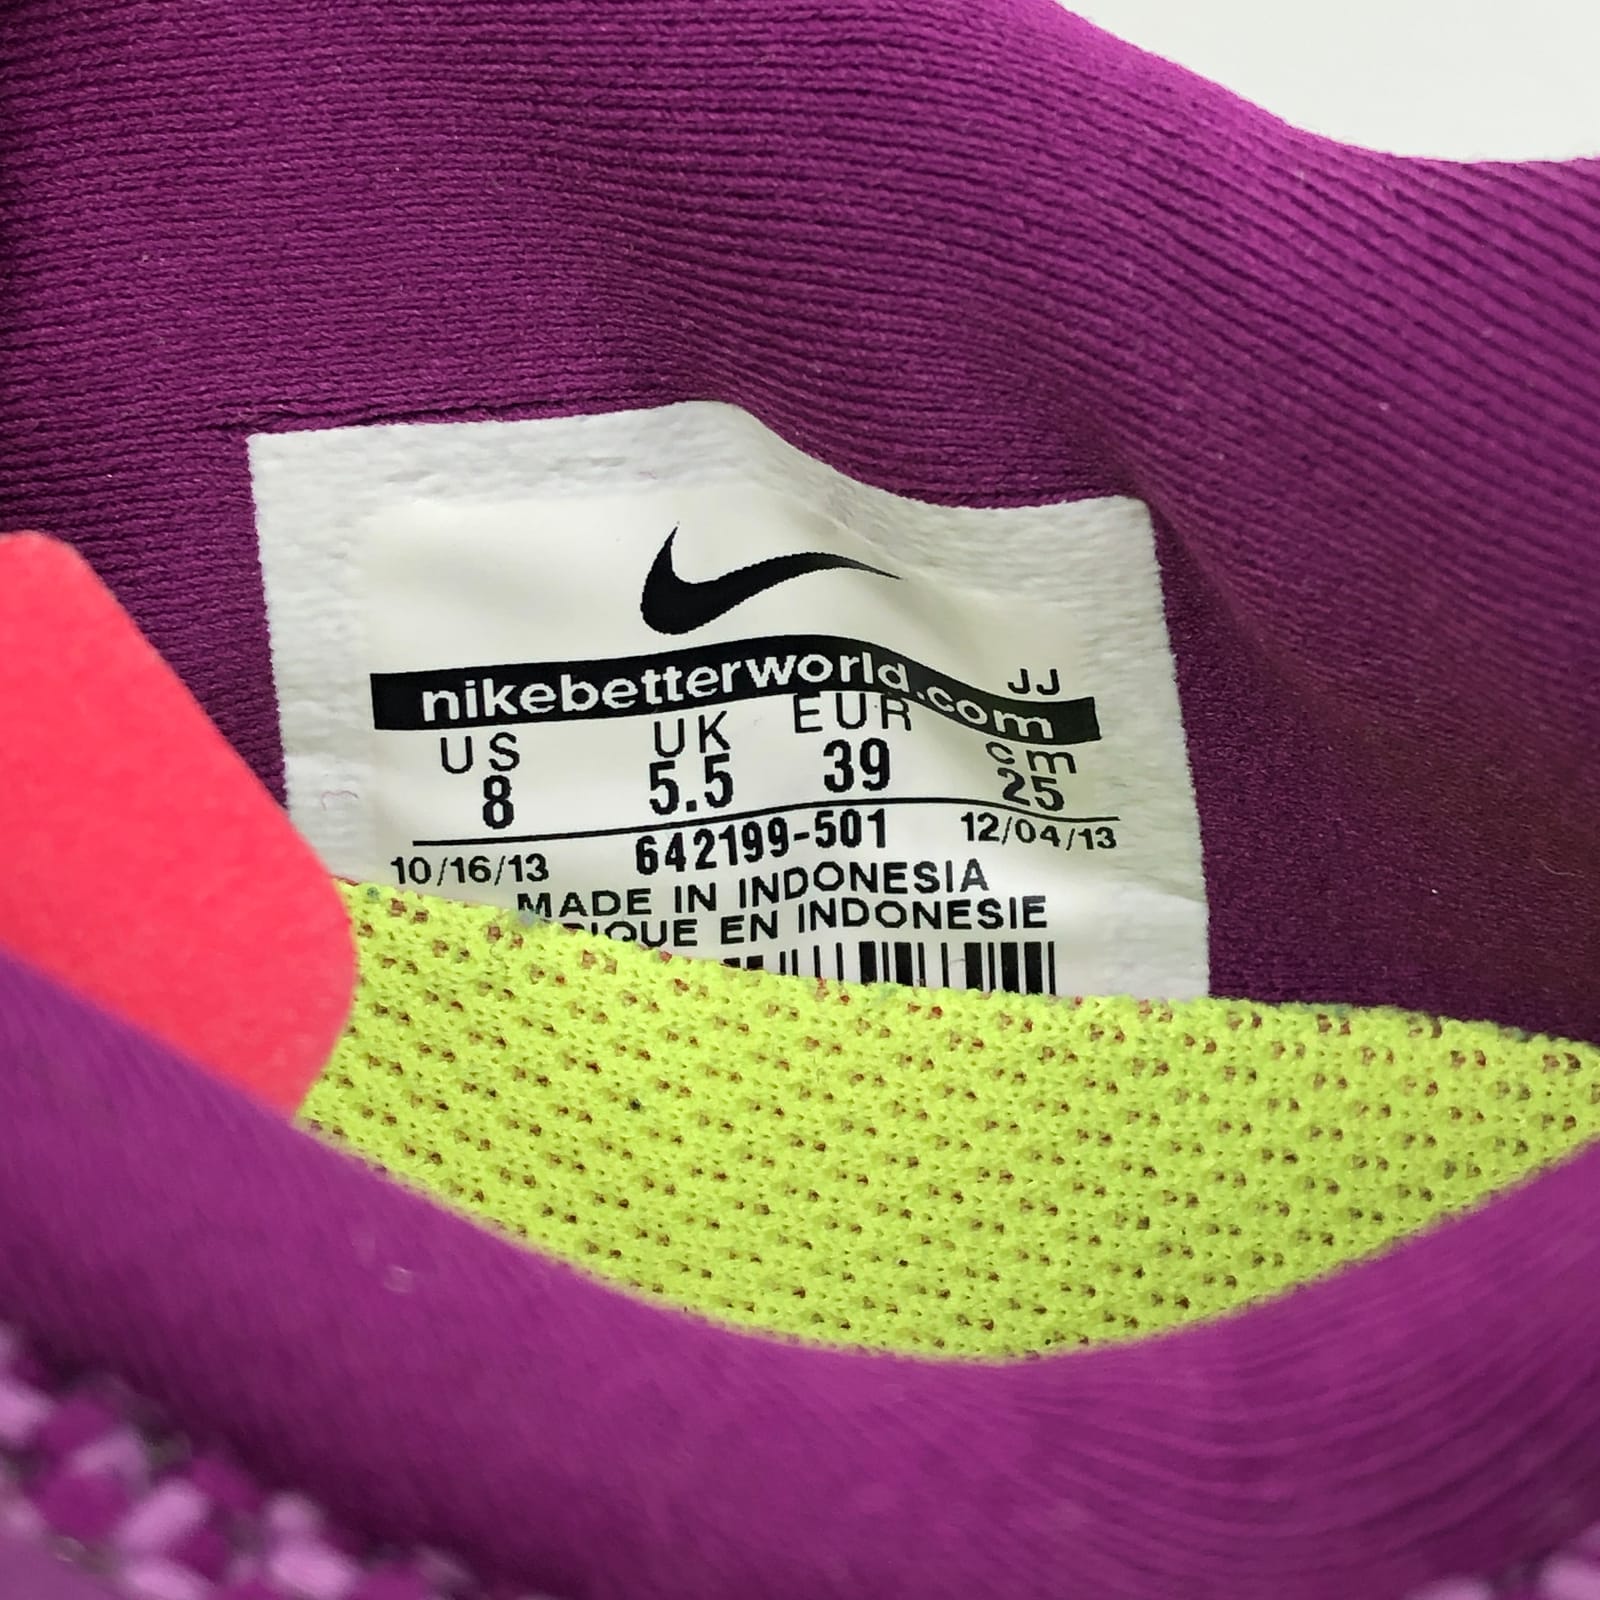 nikebetterworld.com JJ
US UK EUR cm
8 5.5 39 25
10/16/13 642199-501 12/04/13
MADE IN INDONESIA
EN INDONESIE